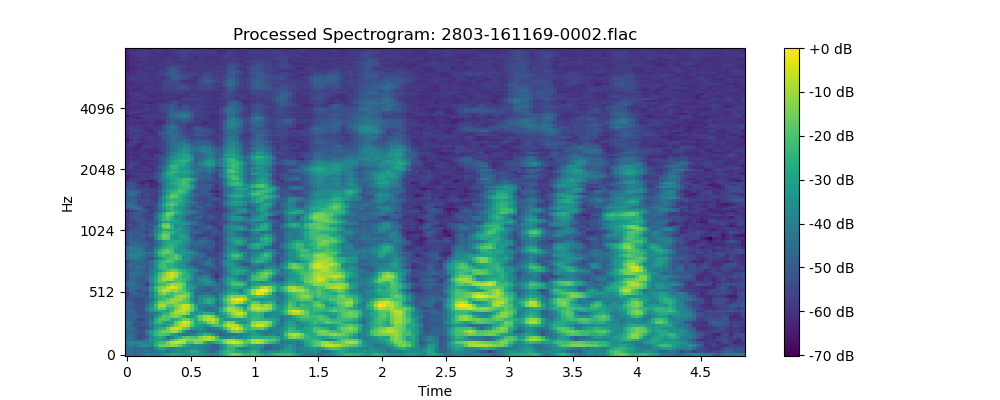 Processed Spectrogram: 2803-161169-0002.flac
Hz
4096
2048
1024
512
0
0 0.5 1 1.5 2 2.5 3 3.5 4 4.5
Time
+0 dB
-10 dB
-20 dB
-30 dB
-40 dB
-50 dB
-60 dB
-70 dB